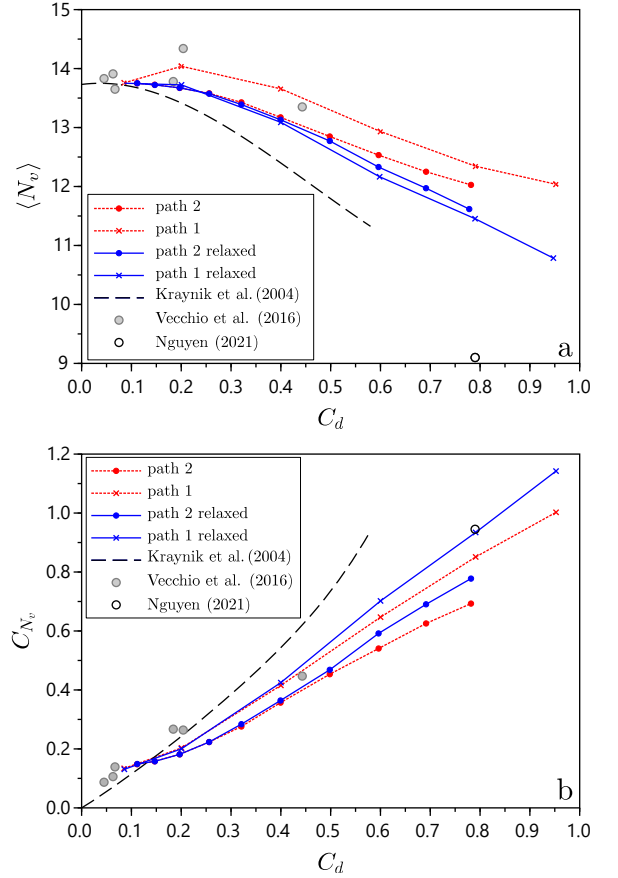 15
14
13
12
11
10
9
⟨N_v⟩
path 2
path 1
path 2 relaxed
path 1 relaxed
Kraynik et al. (2004)
Vecchio et al. (2016)
Nguyen (2021)
a
0.0 0.1 0.2 0.3 0.4 0.5 0.6 0.7 0.8 0.9 1.0
C_d
1.2
1.0
0.8
0.6
0.4
0.2
0.0
C_{N_v}
path 2
path 1
path 2 relaxed
path 1 relaxed
Kraynik et al. (2004)
Vecchio et al. (2016)
Nguyen (2021)
b
0.0 0.1 0.2 0.3 0.4 0.5 0.6 0.7 0.8 0.9 1.0
C_d